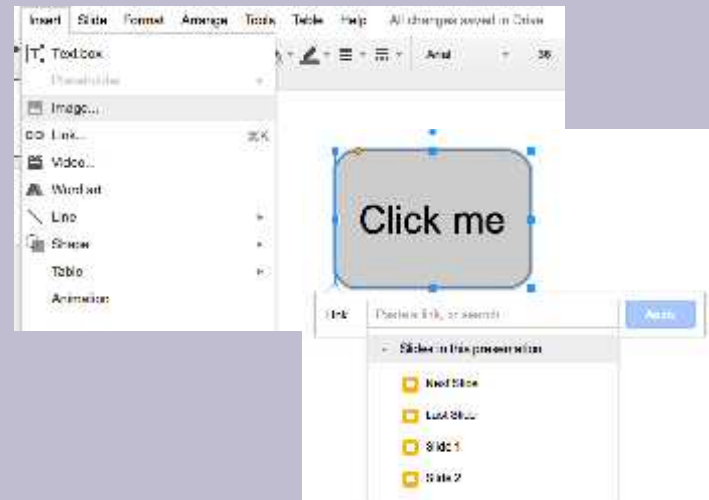 Insert Slide Format Arrange Tools Table Help All changes saved in Drive
Text box
Arial 36
Placeholder
Image...
Link... ⌘K
Video...
Word art
Line
Shape
Table
Animation
Click me
Link Paste a link, or search Apply
Slides in this presentation
Next Slide
Last Slide
Slide 1
Slide 2